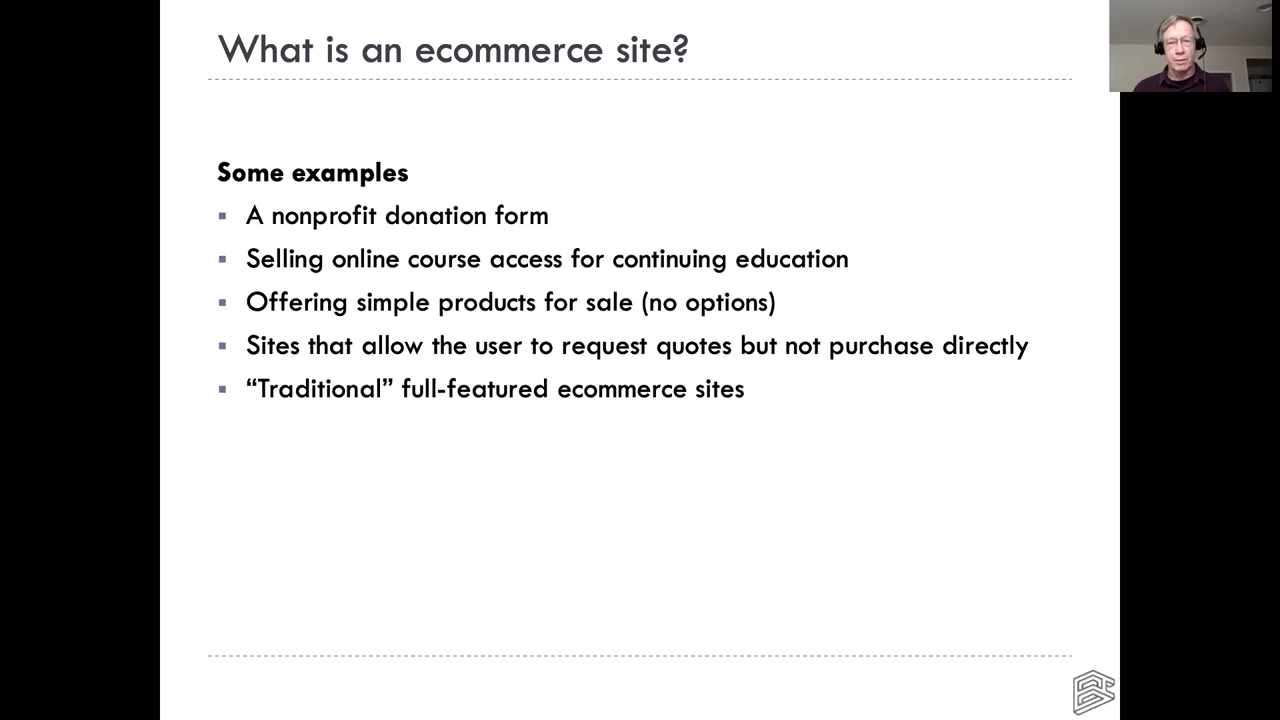 What is an ecommerce site?
Some examples
▪ A nonprofit donation form
▪ Selling online course access for continuing education
▪ Offering simple products for sale (no options)
▪ Sites that allow the user to request quotes but not purchase directly
▪ “Traditional” full-featured ecommerce sites